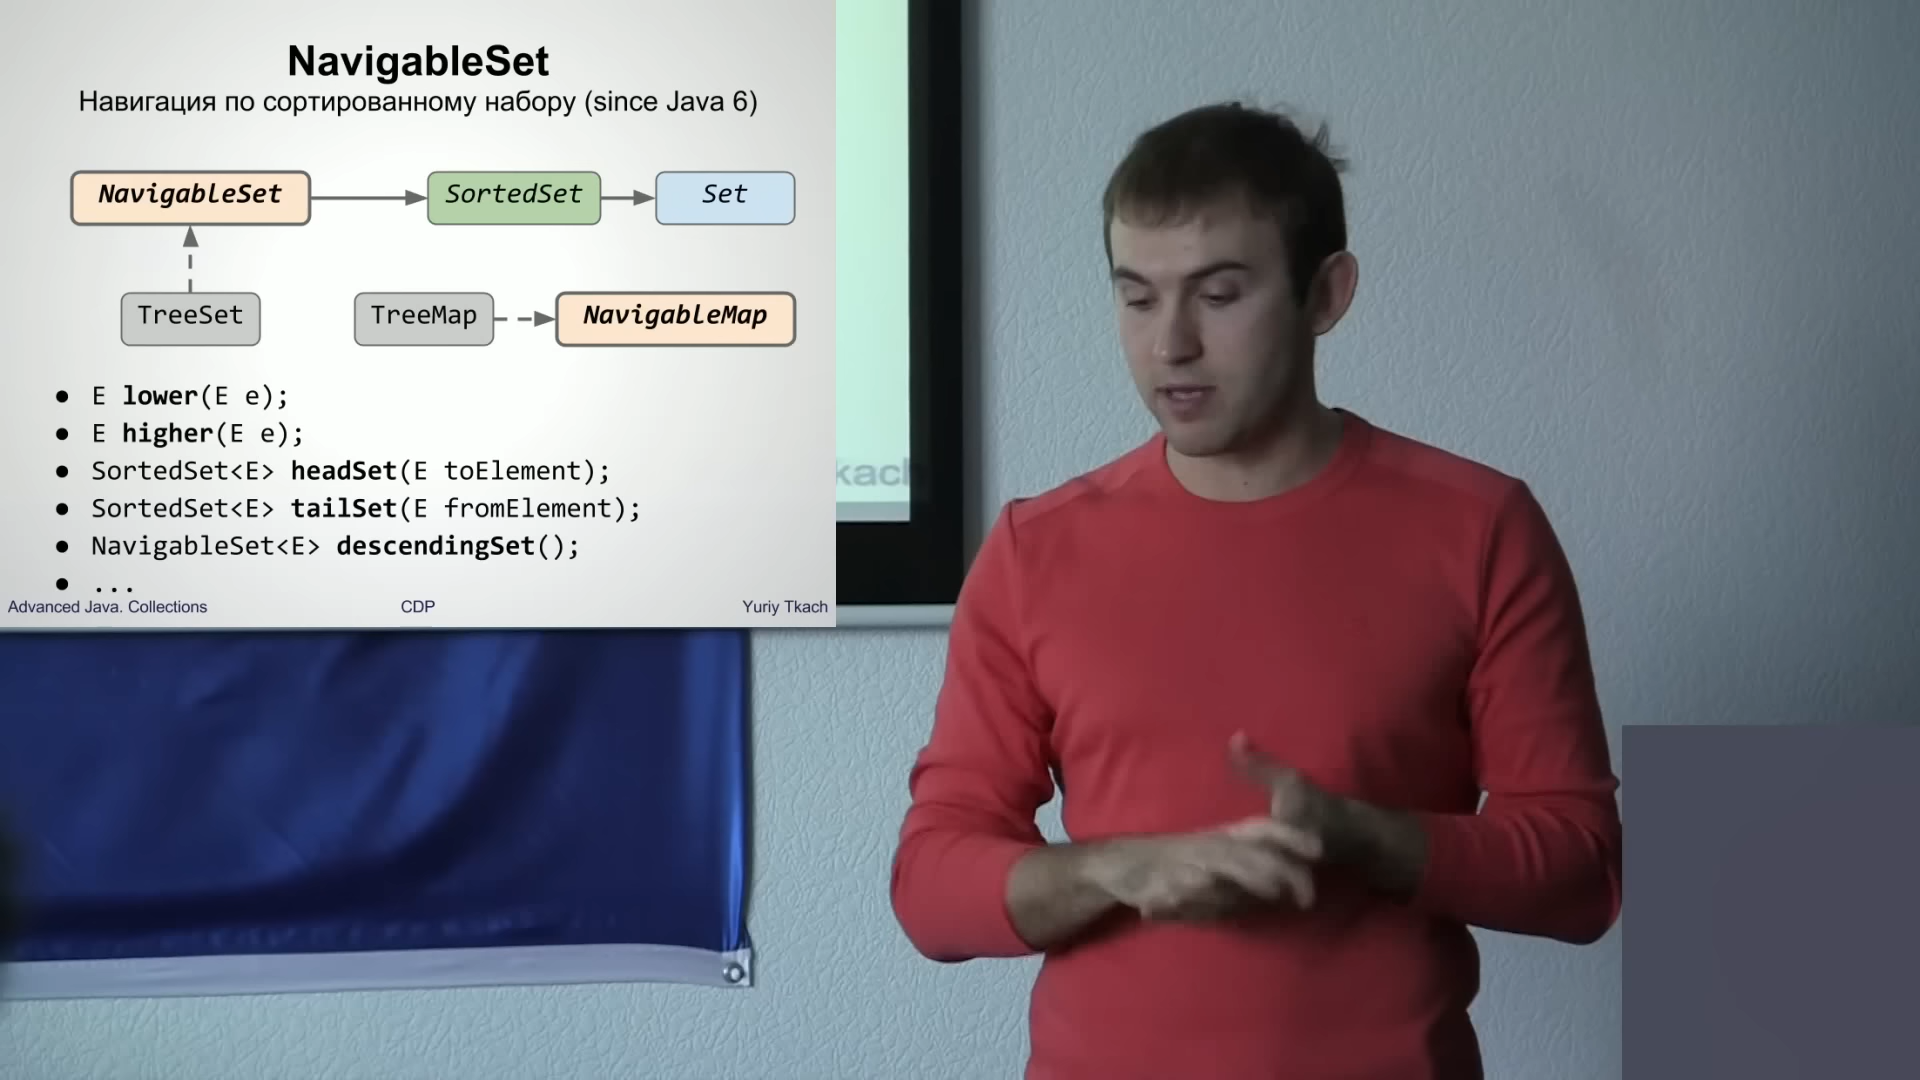 NavigableSet
Навигация по сортированному набору (since Java 6)
NavigableSet
SortedSet
Set
TreeSet
TreeMap
NavigableMap
● E lower(E e);
● E higher(E e);
● SortedSet<E> headSet(E toElement);
● SortedSet<E> tailSet(E fromElement);
● NavigableSet<E> descendingSet();
● ...
Advanced Java. Collections
CDP
Yuriy Tkach
kach